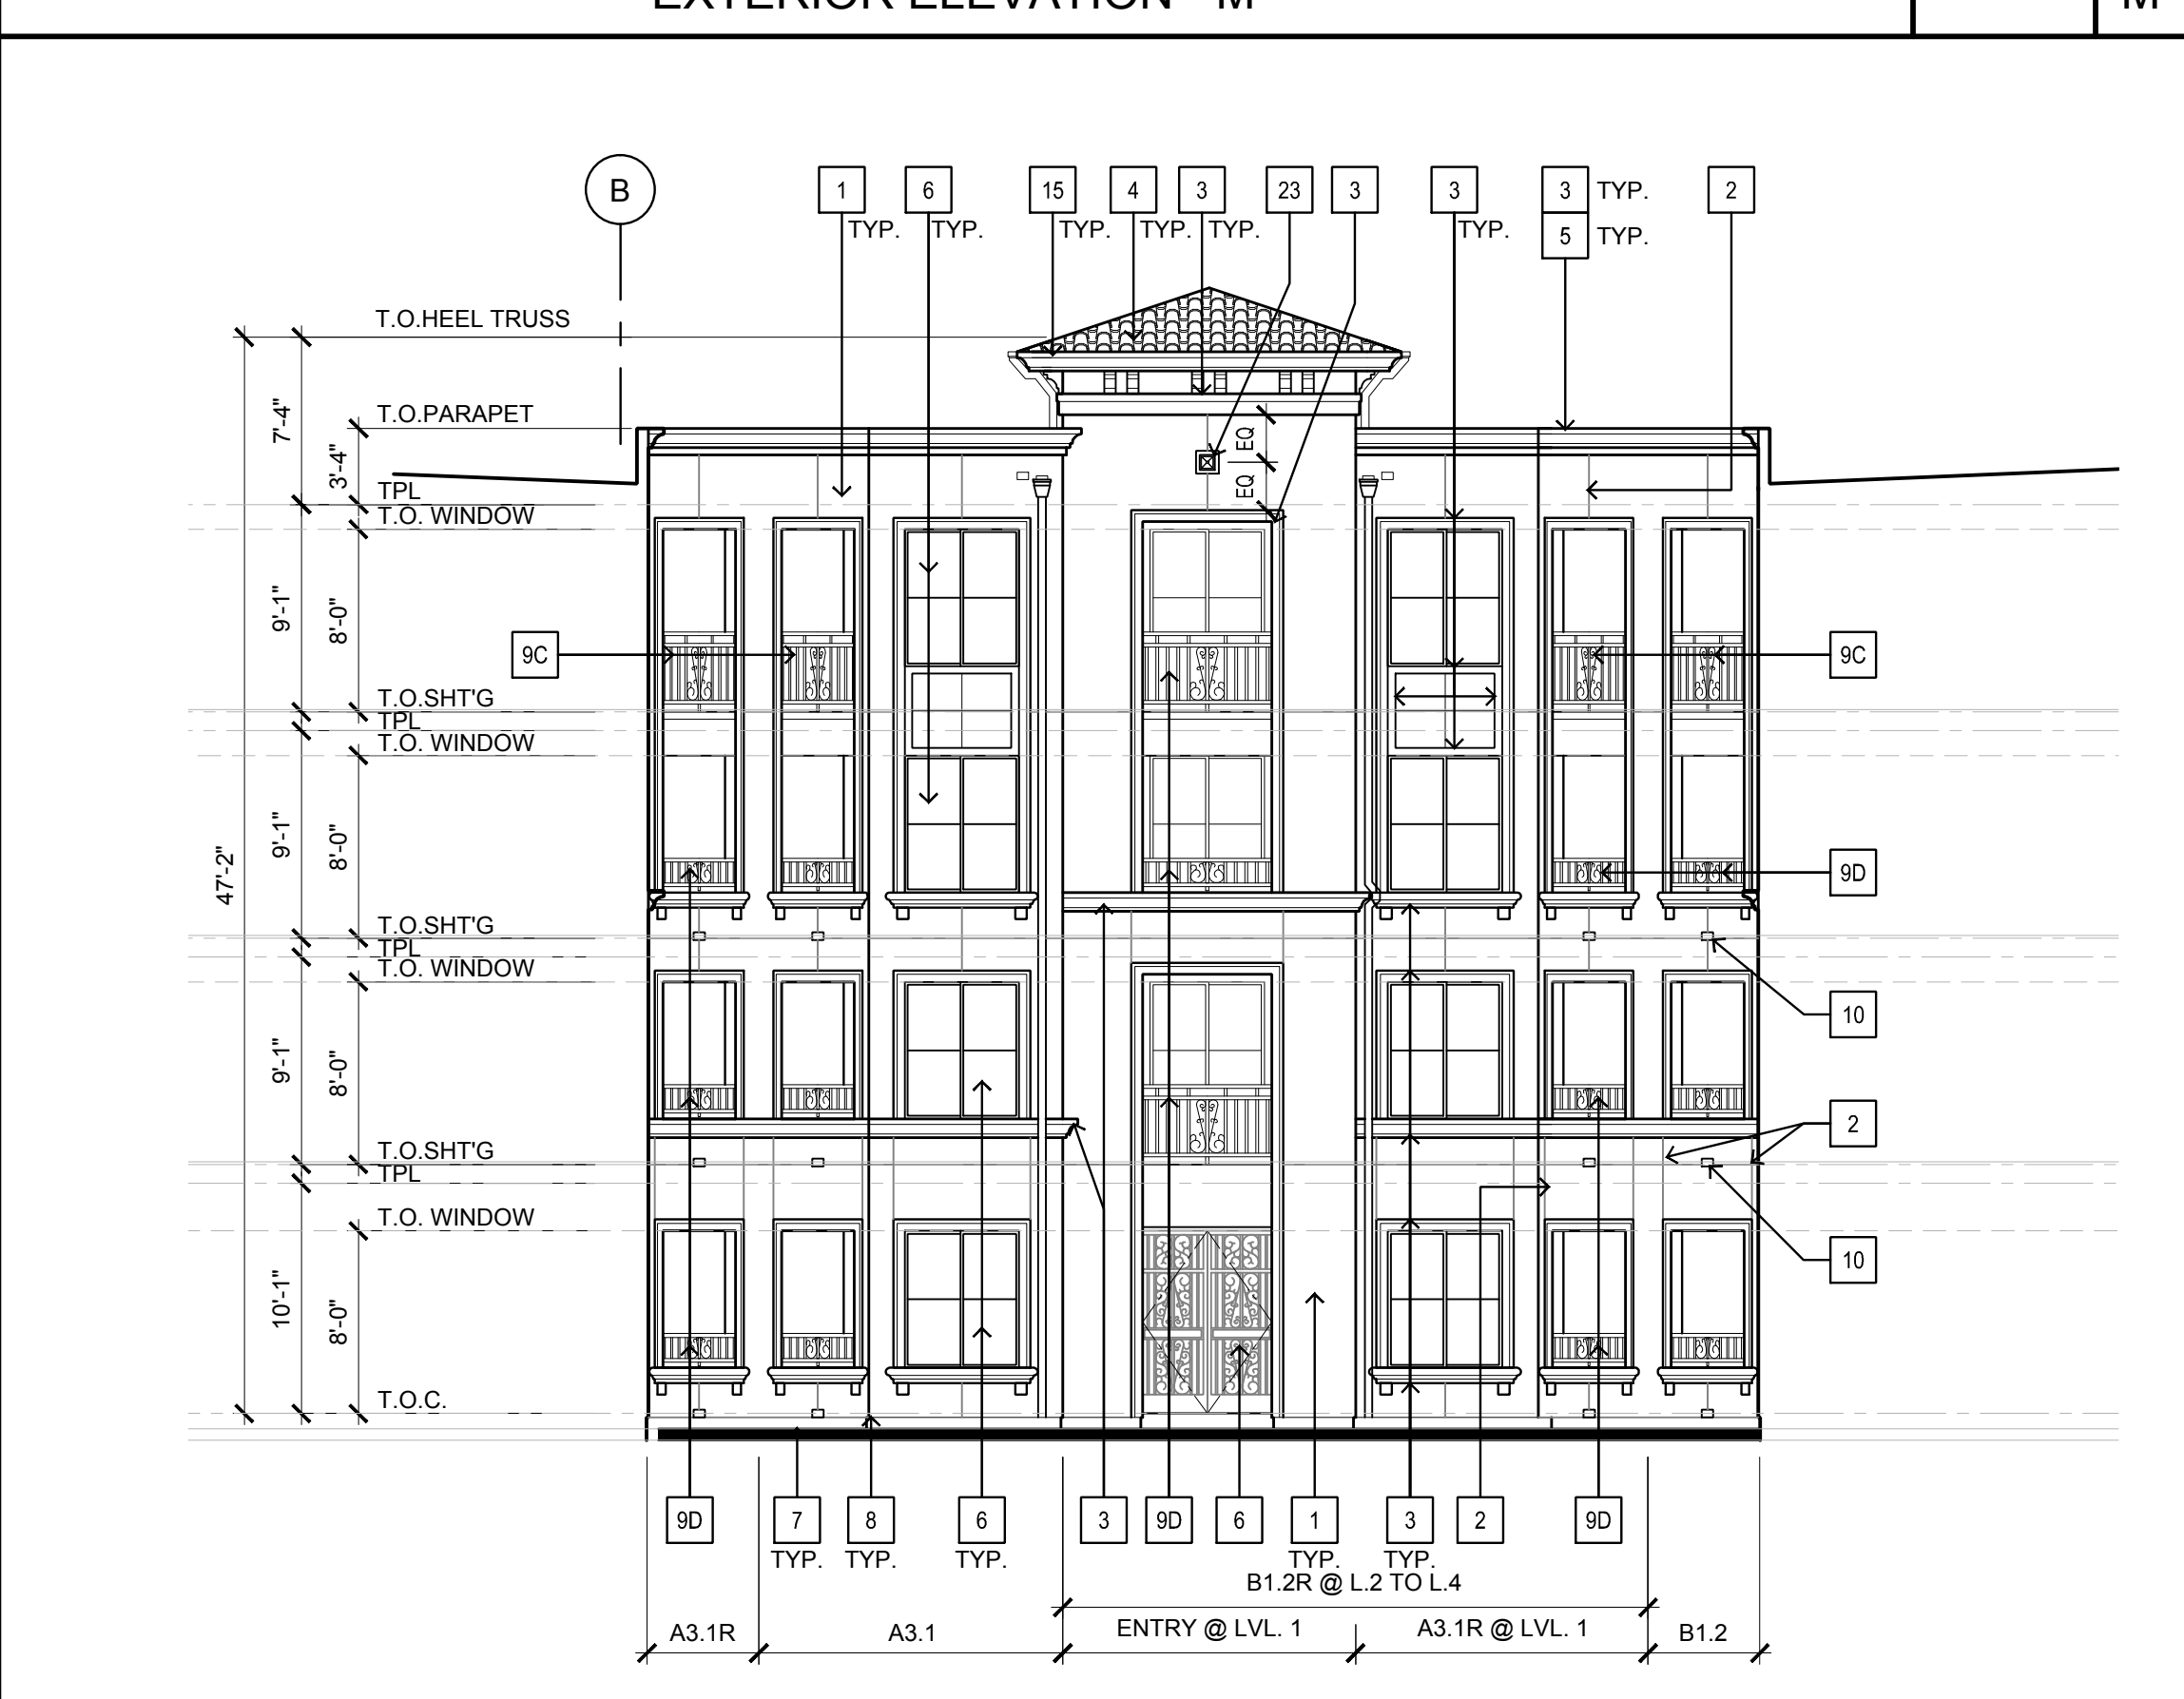 EXTERIOR ELEVATION - M
M
B
1
TYP.
6
TYP.
15
TYP.
4
TYP.
3
TYP.
23
3
3
TYP.
3 TYP.
5 TYP.
2
T.O.HEEL TRUSS
T.O.PARAPET
7'-4"
3'-4"
EQ
EQ
TPL
T.O. WINDOW
9'-1"
8'-0"
9C
9C
T.O.SHT'G
TPL
T.O. WINDOW
47'-2"
9'-1"
8'-0"
9D
T.O.SHT'G
TPL
T.O. WINDOW
10
9'-1"
8'-0"
2
T.O.SHT'G
TPL
T.O. WINDOW
10
10'-1"
8'-0"
T.O.C.
9D
7
TYP.
8
TYP.
6
TYP.
3
9D
6
1
TYP.
3
TYP.
2
9D
B1.2R @ L.2 TO L.4
A3.1R
A3.1
ENTRY @ LVL. 1
A3.1R @ LVL. 1
B1.2